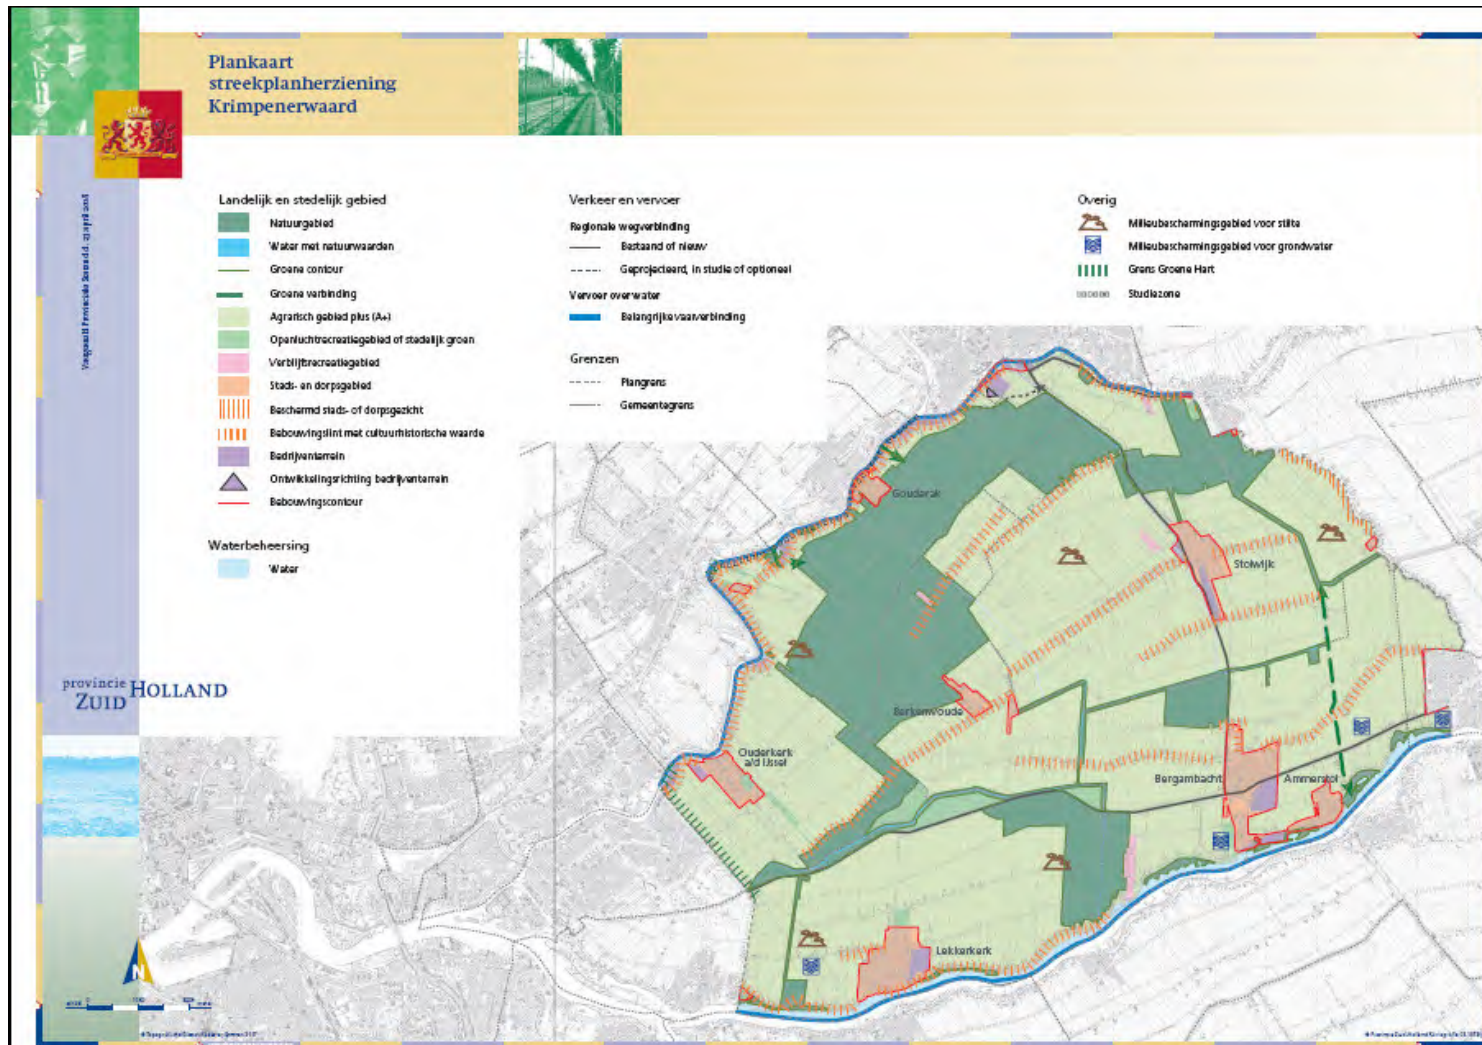 Plankaart
streekplanherziening
Krimpenerwaard
Landelijk en stedelijk gebied
Natuurgebied
Water met natuurwaarden
Groene contour
Groene verbinding
Agrarisch gebied plus (A+)
Openluchtrecreatiegebied of stedelijk groen
Verblijfsrecreatiegebied
Stads- en dorpsgebied
Beschermd stads- of dorpsgezicht
Bebouwingslint met cultuurhistorische waarde
Bedrijventerrein
Ontwikkelingsrichting bedrijventerrein
Bebouwingscontour
Waterbeheersing
Water
Verkeer en vervoer
Regionale wegverbinding
Bestaand of nieuw
Geprojecteerd, in studie of optioneel
Vervoer over water
Belangrijke vaarverbinding
Grenzen
Plangrens
Gemeentegrens
Overig
Milieubeschermingsgebied voor stilte
Milieubeschermingsgebied voor grondwater
Grens Groene Hart
Studiezone
provincie
ZUID HOLLAND
Gouderak
Stolwijk
Berkenwoude
Ouderkerk
a/d IJssel
Bergambacht
Ammerstol
Lekkerkerk
N